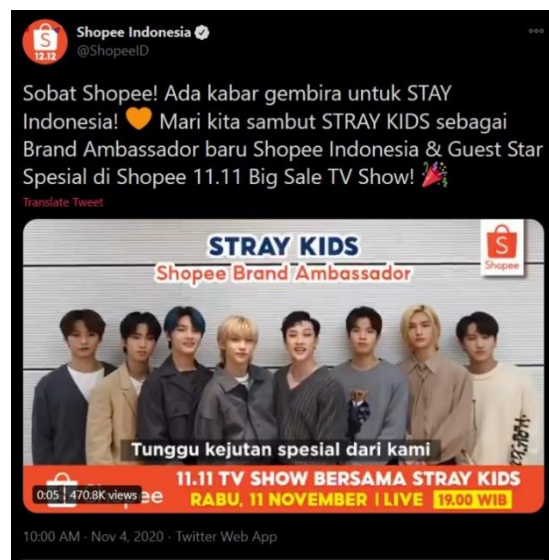 Shopee Indonesia
@ShopeeID
S
12.12
Sobat Shopee! Ada kabar gembira untuk STAY
Indonesia! 🧡 Mari kita sambut STRAY KIDS sebagai
Brand Ambassador baru Shopee Indonesia & Guest Star
Spesial di Shopee 11.11 Big Sale TV Show! 🎉
Translate Tweet
STRAY KIDS
Shopee Brand Ambassador
S
Shopee
Tunggu kejutan spesial dari kami
11.11 TV SHOW BERSAMA STRAY KIDS
RABU, 11 NOVEMBER | LIVE 19.00 WIB
0:05 470.8K views
10:00 AM · Nov 4, 2020 · Twitter Web App